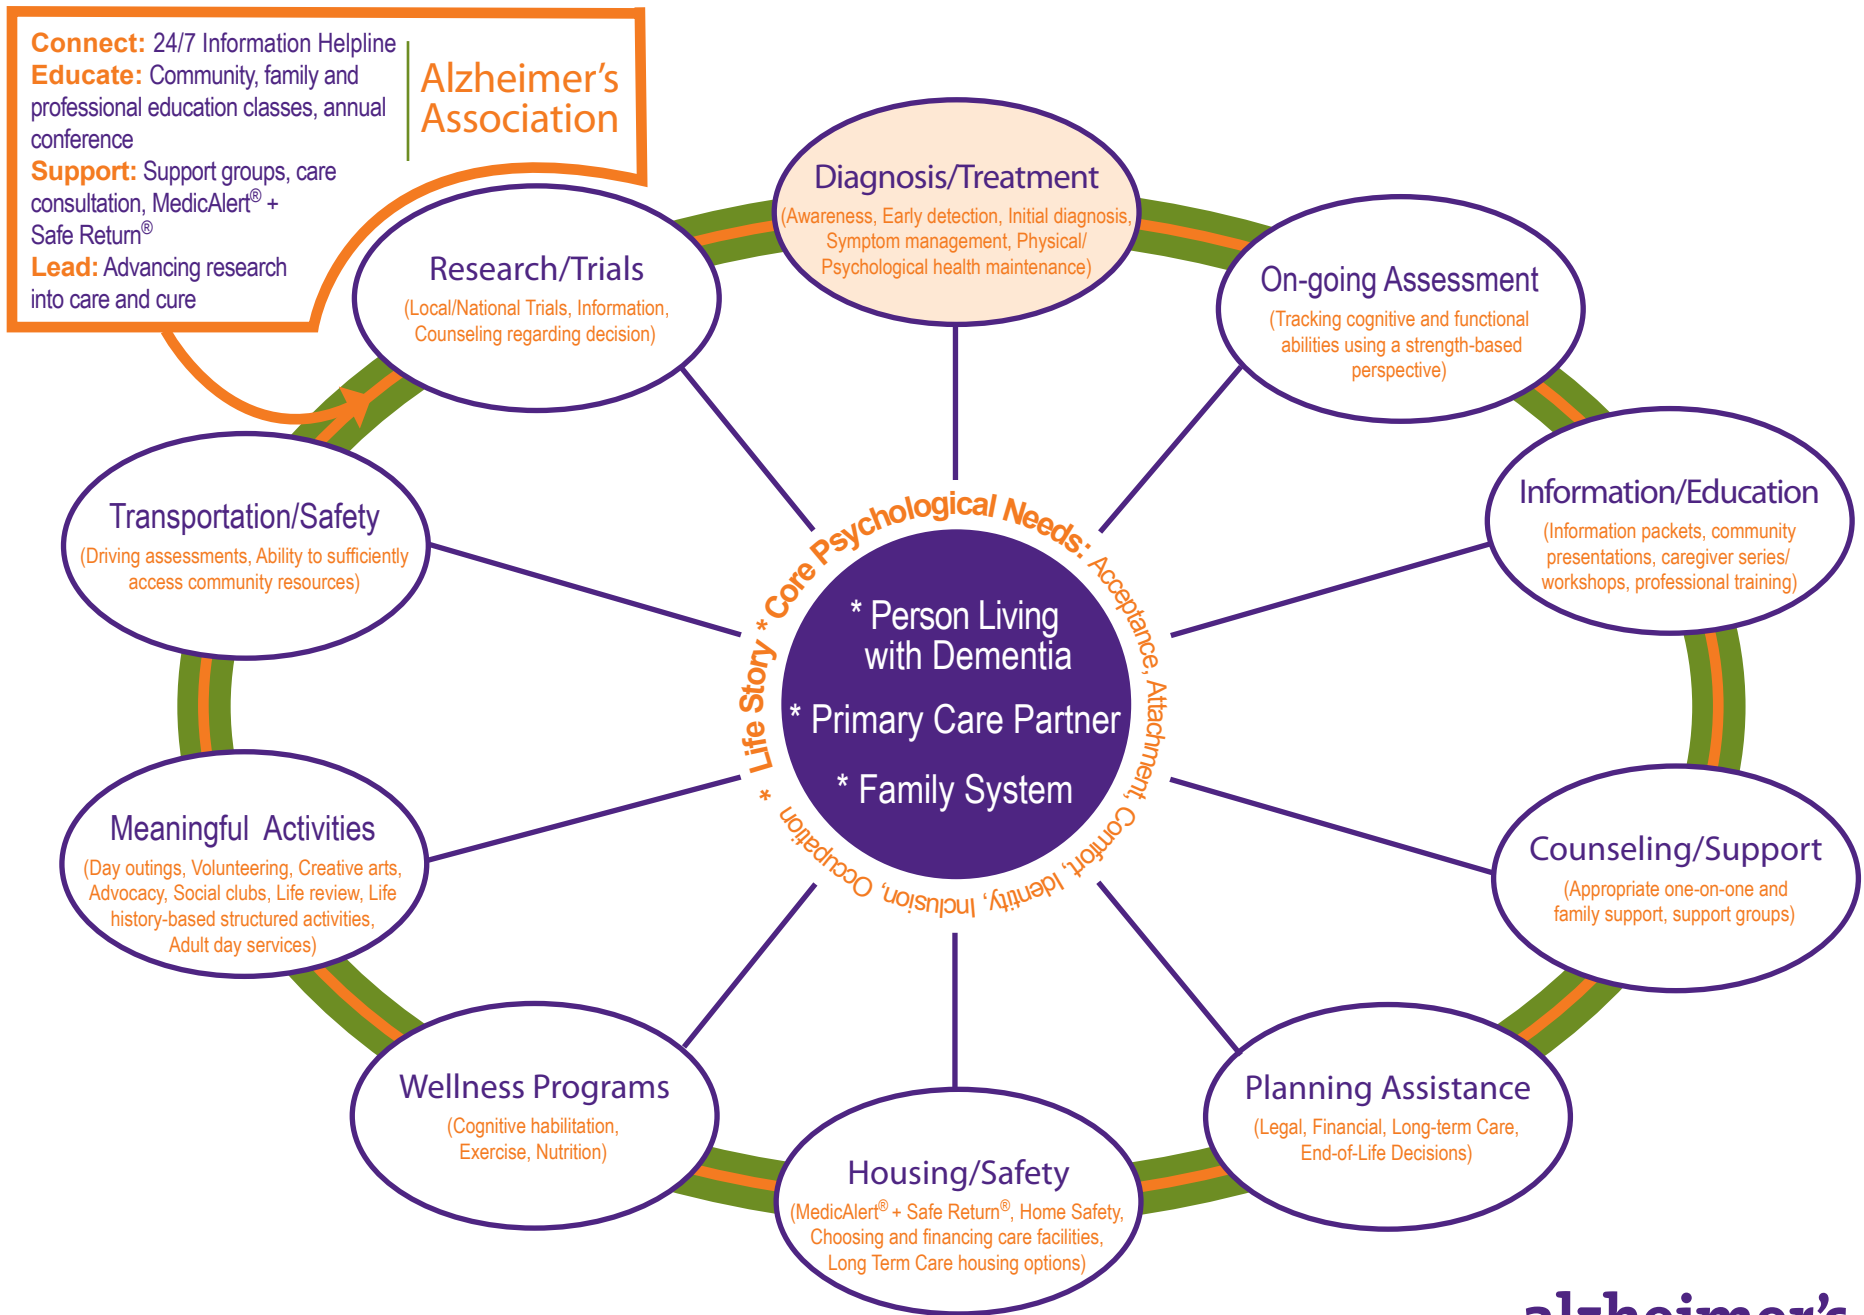 Connect: 24/7 Information Helpline
Educate: Community, family and
professional education classes, annual
conference
Support: Support groups, care
consultation, MedicAlert® +
Safe Return®
Lead: Advancing research
into care and cure
Alzheimer's
Association
Diagnosis/Treatment
(Awareness, Early detection, Initial diagnosis,
Symptom management, Physical/
Psychological health maintenance)
On-going Assessment
(Tracking cognitive and functional
abilities using a strength-based
perspective)
Information/Education
(Information packets, community
presentations, caregiver series/
workshops, professional training)
Counseling/Support
(Appropriate one-on-one and
family support, support groups)
Planning Assistance
(Legal, Financial, Long-term Care,
End-of-Life Decisions)
Housing/Safety
(MedicAlert® + Safe Return®, Home Safety,
Choosing and financing care facilities,
Long Term Care housing options)
Wellness Programs
(Cognitive habilitation,
Exercise, Nutrition)
Meaningful Activities
(Day outings, Volunteering, Creative arts,
Advocacy, Social clubs, Life review, Life
history-based structured activities,
Adult day services)
Transportation/Safety
(Driving assessments, Ability to sufficiently
access community resources)
Research/Trials
(Local/National Trials, Information,
Counseling regarding decision)
* Life Story * Core Psychological Needs: Acceptance, Attachment, Comfort, Identity, Inclusion, Occupation
* Person Living
with Dementia
* Primary Care Partner
* Family System
alzheimer's